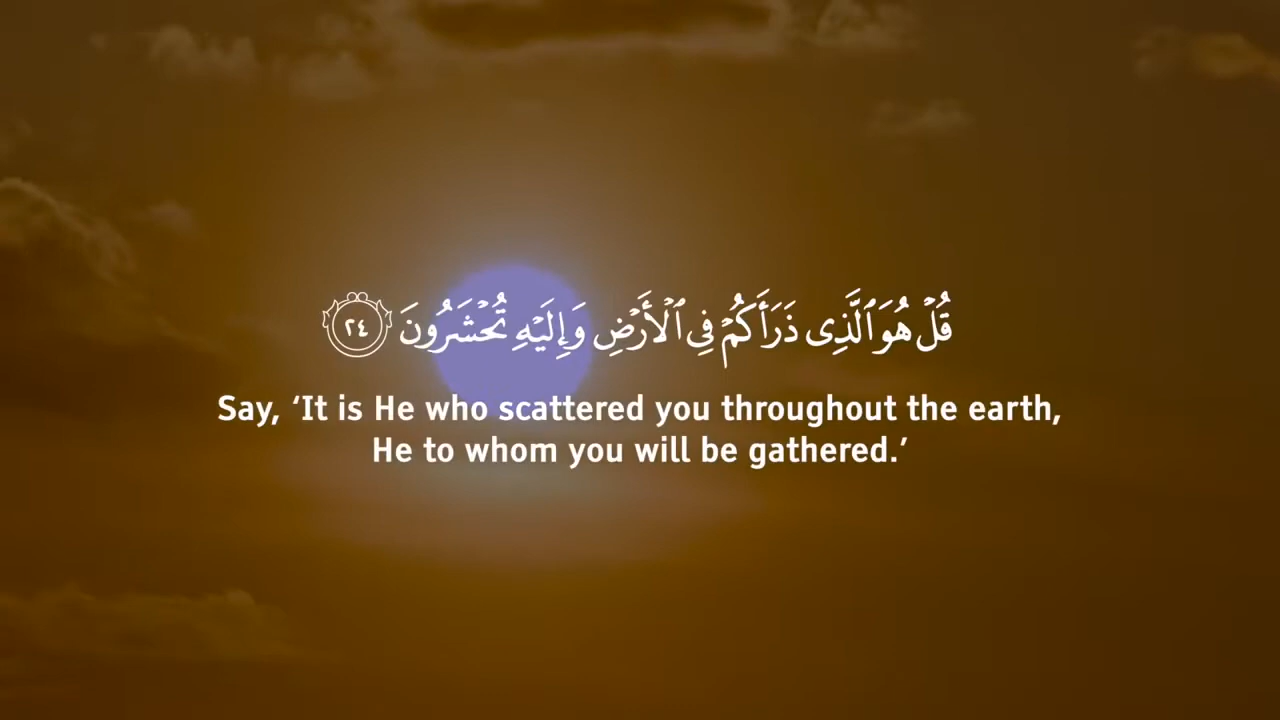 قُلْ هُوَ ٱلَّذِى ذَرَأَكُمْ فِى ٱلْأَرْضِ وَإِلَيْهِ تُحْشَرُونَ ٢٤
Say, ‘It is He who scattered you throughout the earth,
He to whom you will be gathered.’